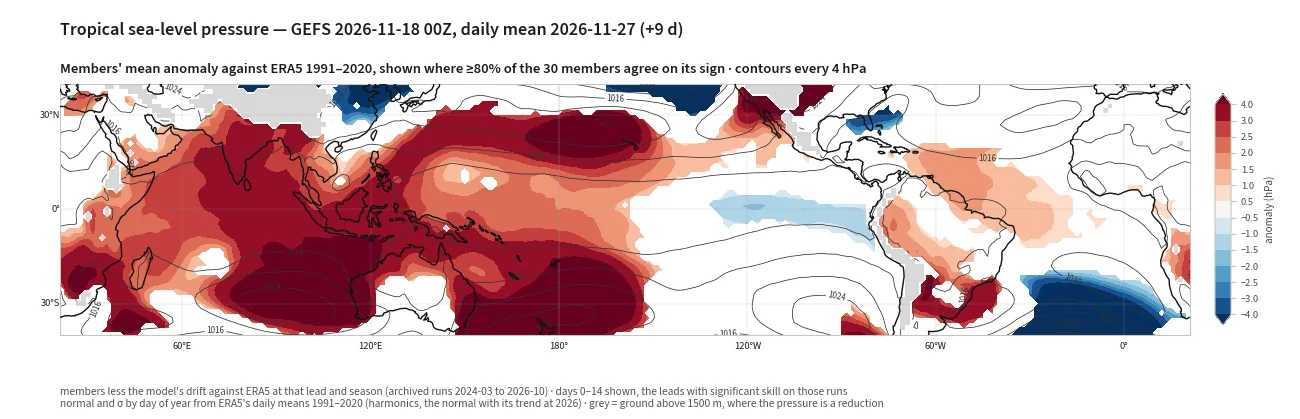 Tropical sea-level pressure — GEFS 2026-11-18 00Z, daily mean 2026-11-27 (+9 d)
Members' mean anomaly against ERA5 1991–2020, shown where ≥80% of the 30 members agree on its sign · contours every 4 hPa
1024
1016
1016
1016
1016
1016
1024
1016
1016
1016
30°N
0°
30°S
60°E
120°E
180°
120°W
60°W
0°
4.0
3.0
2.5
2.0
1.5
1.0
0.5
−0.5
−1.0
−1.5
−2.0
−2.5
−3.0
−4.0
anomaly (hPa)
members less the model's drift against ERA5 at that lead and season (archived runs 2024-03 to 2026-10) · days 0–14 shown, the leads with significant skill on those runs
normal and σ by day of year from ERA5's daily means 1991–2020 (harmonics, the normal with its trend at 2026) · grey = ground above 1500 m, where the pressure is a reduction